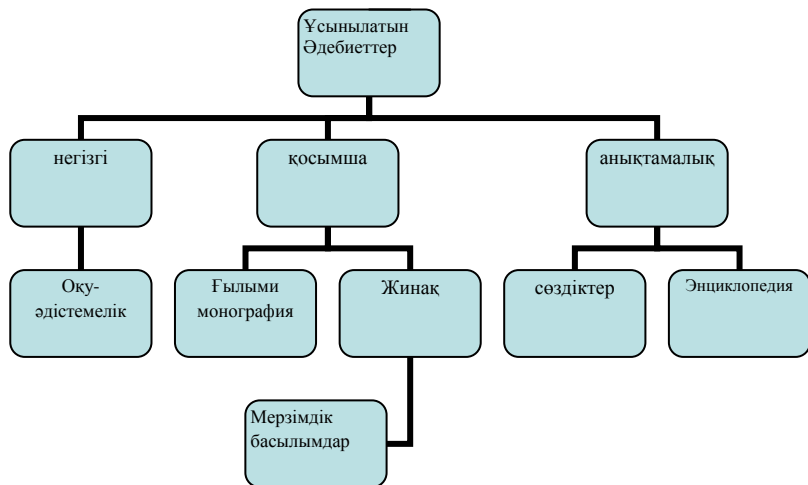 Ұсынылатын
Әдебиеттер
негізгі
қосымша
анықтамалық
Оқу-
әдістемелік
Ғылыми
монография
Жинақ
сөздіктер
Энциклопедия
Мерзімдік
басылымдар